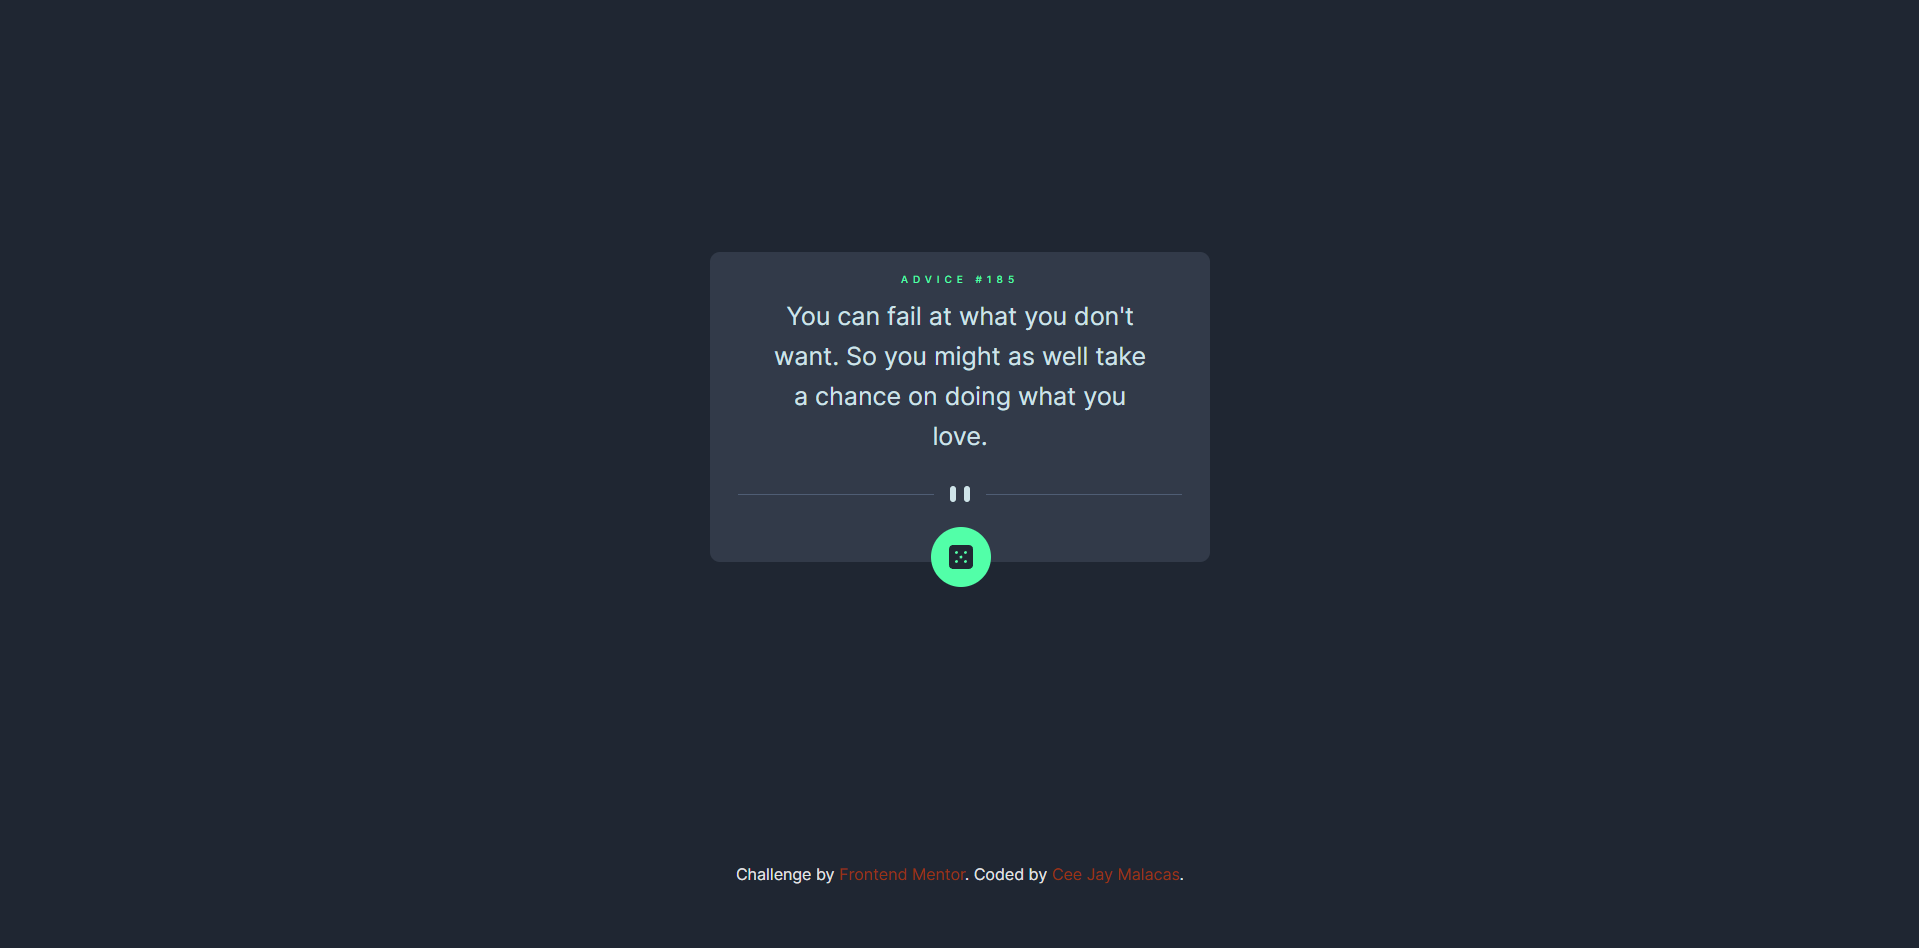 ADVICE #185
You can fail at what you don't
want. So you might as well take
a chance on doing what you
love.
Challenge by Frontend Mentor. Coded by Cee Jay Malacas.